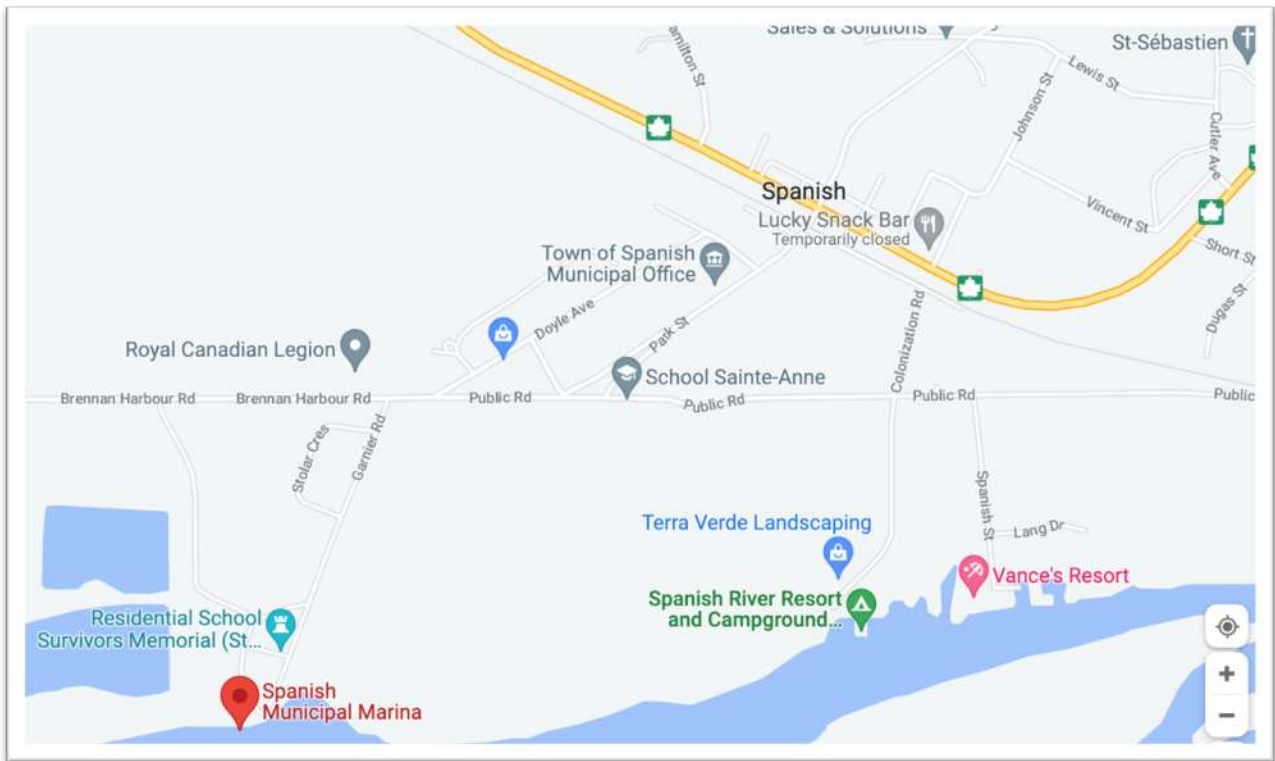 Sales & Solutions
St-Sébastien
Lewis St
Johnson St
Cutler Ave
Spanish
Lucky Snack Bar
Temporarily closed
Vincent St
Short St
Town of Spanish
Municipal Office
Dugas St
Doyle Ave
Park St
Colonization Rd
Royal Canadian Legion
School Sainte-Anne
Brennan Harbour Rd
Brennan Harbour Rd
Public Rd
Public Rd
Public Rd
Public
Stolar Cres
Garnier Rd
Spanish St
Lang Dr
Terra Verde Landscaping
Vance's Resort
Spanish River Resort
and Campground...
Residential School
Survivors Memorial (St...
Spanish
Municipal Marina
+
−